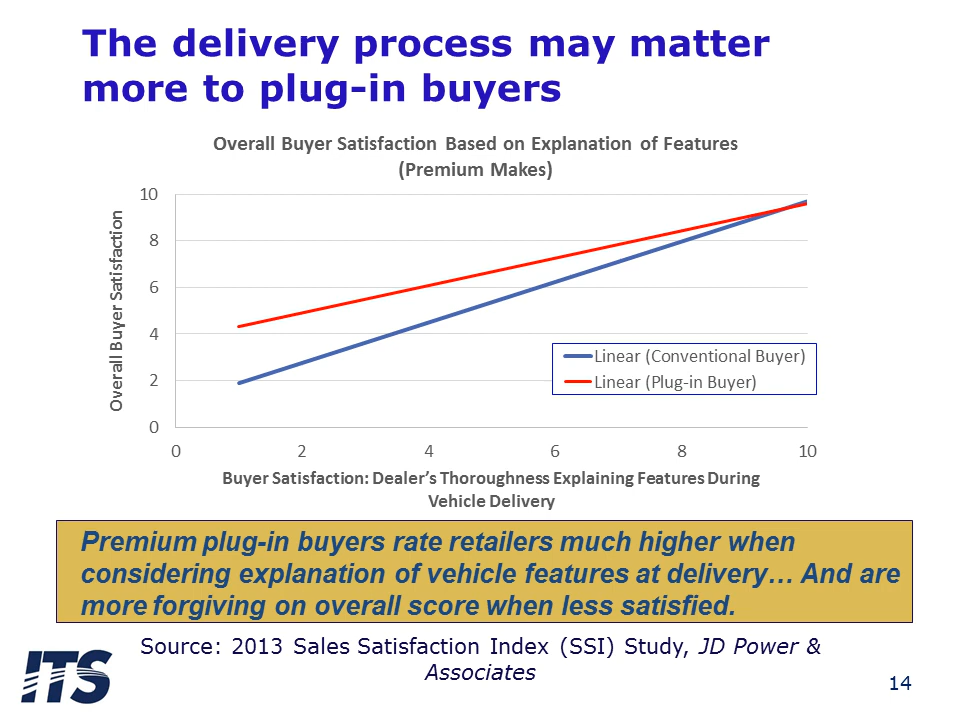 The delivery process may matter
more to plug-in buyers
Overall Buyer Satisfaction Based on Explanation of Features
(Premium Makes)
Overall Buyer Satisfaction
10
8
6
4
2
0
0 2 4 6 8 10
Linear (Conventional Buyer)
Linear (Plug-in Buyer)
Buyer Satisfaction: Dealer's Thoroughness Explaining Features During
Vehicle Delivery
Premium plug-in buyers rate retailers much higher when
considering explanation of vehicle features at delivery… And are
more forgiving on overall score when less satisfied.
Source: 2013 Sales Satisfaction Index (SSI) Study, JD Power &
Associates
ITS
14